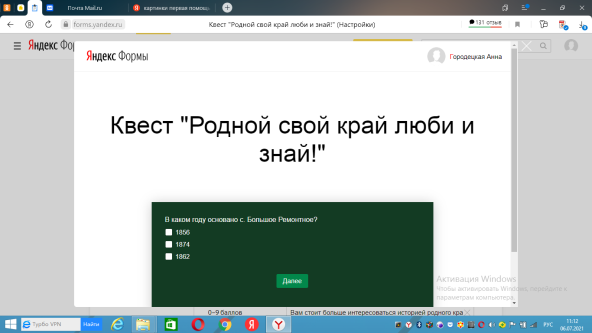 Почта Mail.ru
картинки первая помощь
forms.yandex.ru
Квест "Родной свой край люби и знай!" (Настройки)
131 отзыв
Яндекс Фор
Яндекс Формы
Городецкая Анна
Квест "Родной свой край люби и
знай!"
В каком году основано с. Большое Ремонтное?
1856
1874
1862
Далее
Активация Windows
Чтобы активировать Windows, перейдите к
параметрам компьютера.
0–9 баллов
Вам стоит больше интересоваться историей родного кра
Турбо VPN
Найти
РУС
11:12
06.07.2021